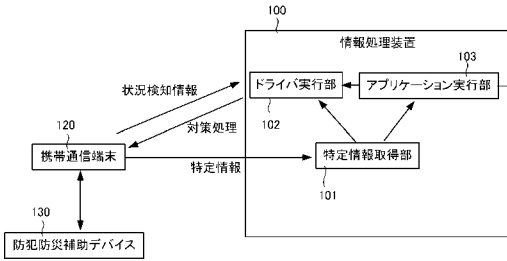 100
情報処理装置
103
状況検知情報
ドライバ実行部
アプリケーション実行部
102
120
対策処理
携帯通信端末
特定情報
特定情報取得部
101
130
防犯防災補助デバイス